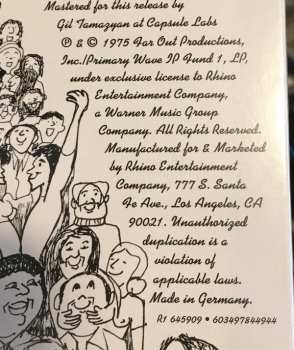 Mastered for this release by
Gil Tamazyan at Capsule Labs
℗ & © 1975 Far Out Productions,
Inc./Primary Wave IP Fund 1, LP,
under exclusive license to Rhino
Entertainment Company,
a Warner Music Group
Company. All Rights Reserved.
Manufactured for & Marketed
by Rhino Entertainment
Company, 777 S. Santa
Fe Ave., Los Angeles, CA
90021. Unauthorized
duplication is a
violation of
applicable laws.
Made in Germany.
R1 645909 • 603497844944